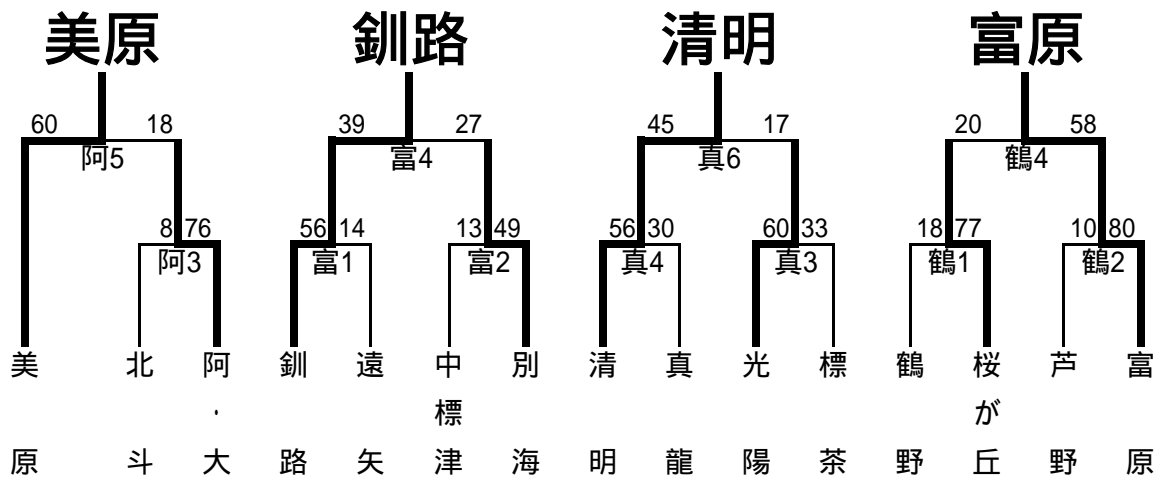 美原 釧路 清明 富原
60 18 39 27 45 17 20 58
阿5 富4 真6 鶴4
8 76 56 14 13 49 56 30 60 33 18 77 10 80
阿3 富1 富2 真4 真3 鶴1 鶴2
美原
北斗
阿・大
釧路
遠矢
中標津
別海
清明
真龍
光陽
標茶
鶴野
桜が丘
芦野
富原